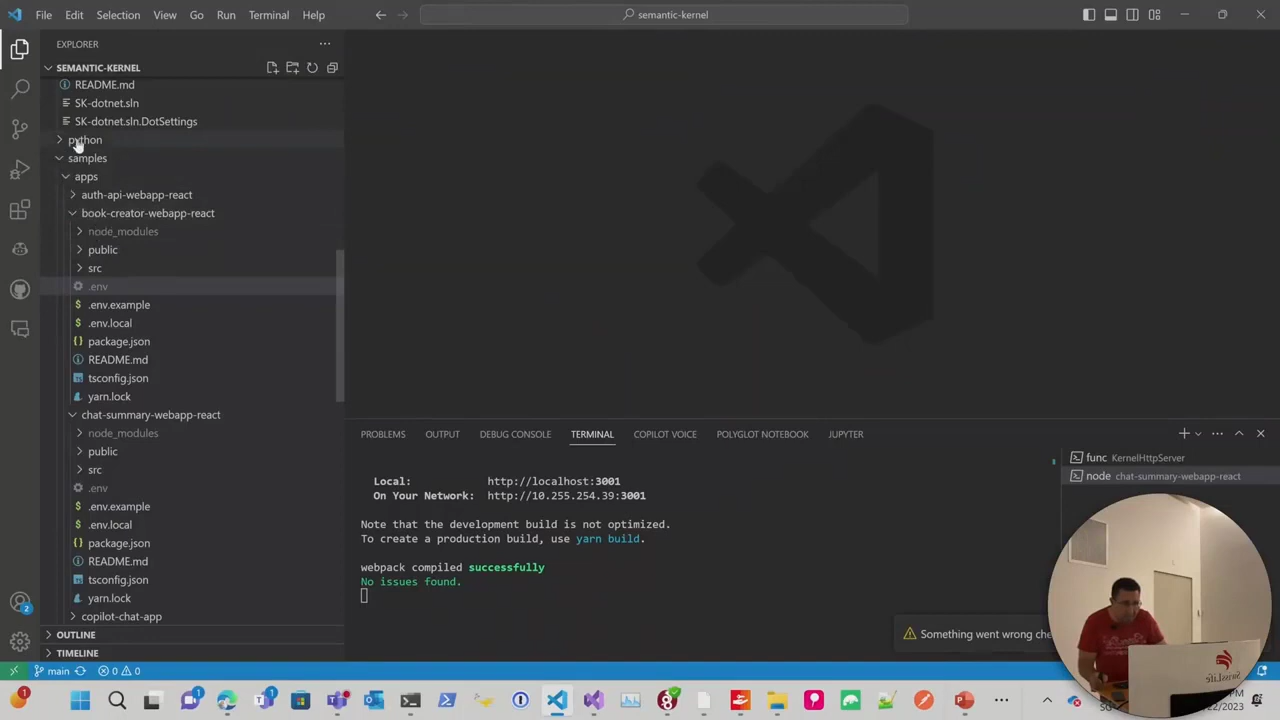 File Edit Selection View Go Run Terminal Help
semantic-kernel
EXPLORER
SEMANTIC-KERNEL
README.md
SK-dotnet.sln
SK-dotnet.sln.DotSettings
python
samples
apps
auth-api-webapp-react
book-creator-webapp-react
node_modules
public
src
.env
.env.example
.env.local
package.json
README.md
tsconfig.json
yarn.lock
chat-summary-webapp-react
node_modules
public
src
.env
.env.example
.env.local
package.json
README.md
tsconfig.json
yarn.lock
copilot-chat-app
OUTLINE
TIMELINE
PROBLEMS OUTPUT DEBUG CONSOLE TERMINAL COPILOT VOICE POLYGLOT NOTEBOOK JUPYTER
Local: http://localhost:3001
On Your Network: http://10.255.254.39:3001
Note that the development build is not optimized.
To create a production build, use yarn build.
webpack compiled successfully
No issues found.
func KernelHttpServer
node chat-summary-webapp-react
Something went wrong che
2
main 0 0
1
1
1